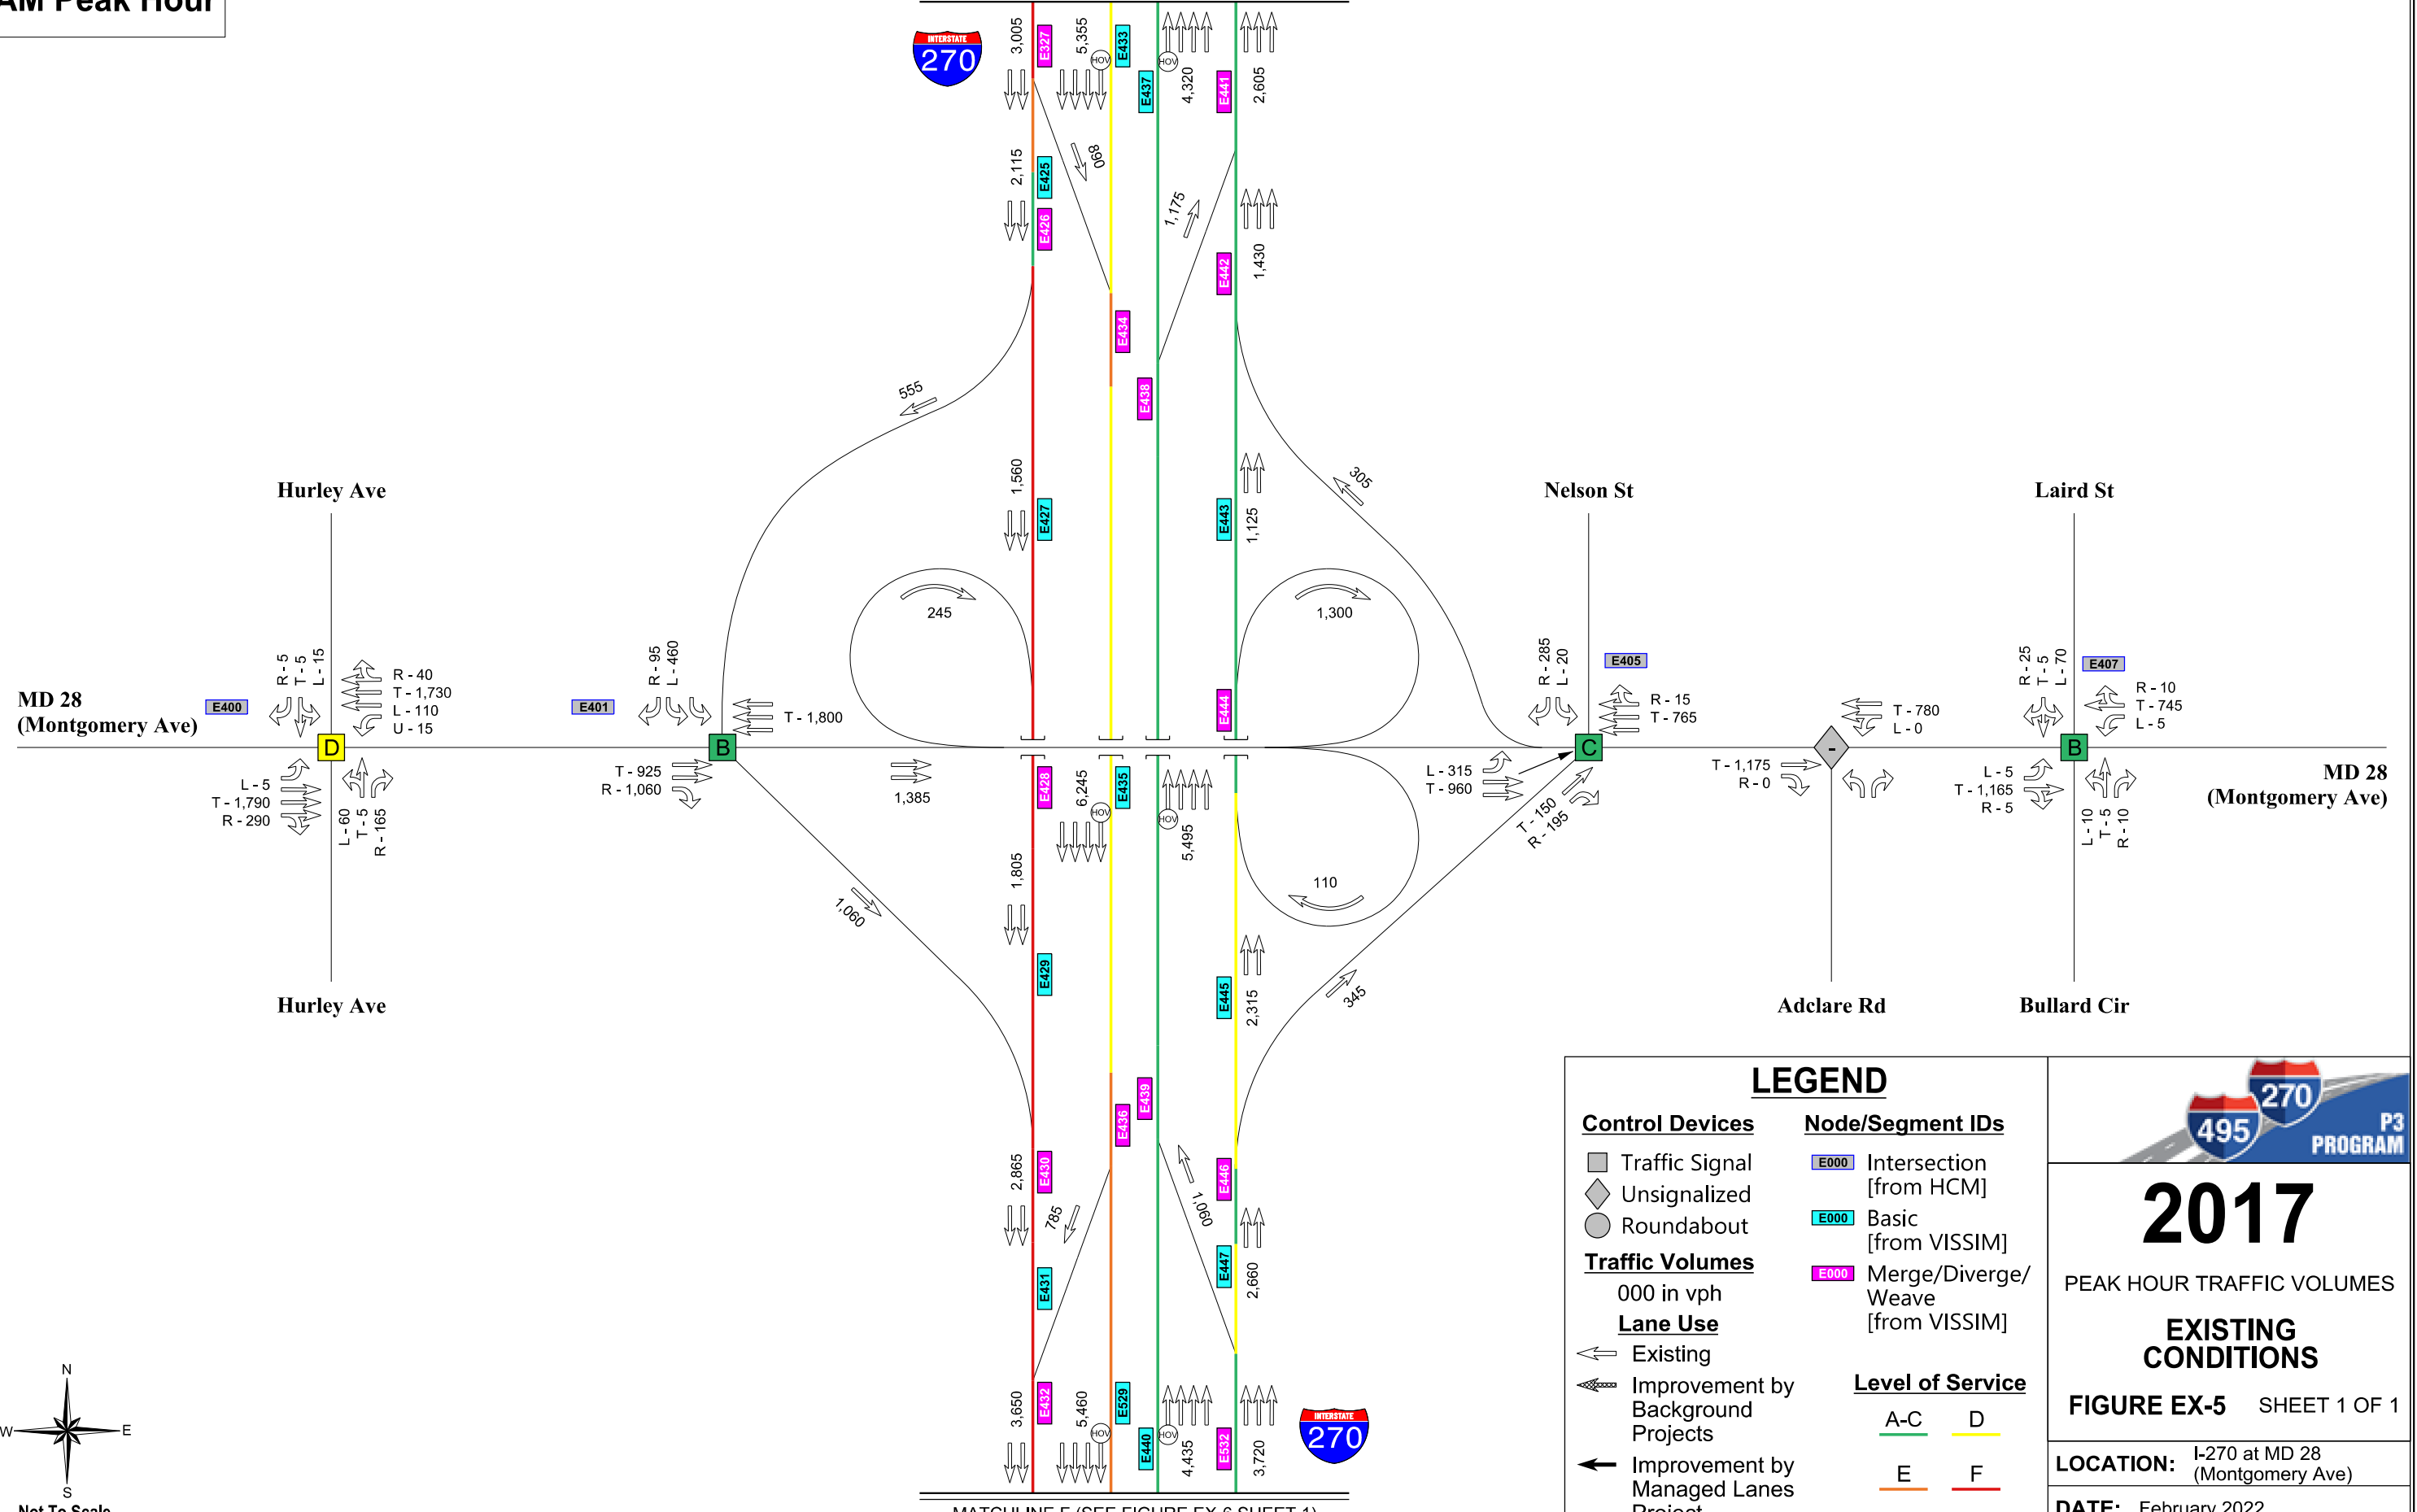 AM Peak Hour
INTERSTATE
270
3,005
E327
5,355
HOV
E433
E437
HOV
4,320
E441
2,605
2,115
E425
E426
890
1,175
1,430
E442
E434
E438
555
305
1,560
E427
E443
1,125
Hurley Ave
Nelson St
Laird St
245
1,300
MD 28
(Montgomery Ave)
E400
R - 5
T - 5
L - 15
R - 40
T - 1,730
L - 110
U - 15
D
L - 5
T - 1,790
R - 290
L - 60
T - 5
R - 165
E401
R - 95
L - 460
T - 1,800
B
T - 925
R - 1,060
1,385
E444
R - 285
L - 20
E405
R - 15
T - 765
C
L - 315
T - 960
T - 150
R - 195
T - 780
L - 0
-
T - 1,175
R - 0
R - 25
T - 5
L - 70
E407
R - 10
T - 745
L - 5
B
L - 5
T - 1,165
R - 5
L - 10
T - 5
R - 10
MD 28
(Montgomery Ave)
E428
6,245
HOV
E435
HOV
5,495
1,805
110
1,060
E429
E445
2,315
345
Hurley Ave
Adclare Rd
Bullard Cir
E436
E439
2,865
E430
785
1,060
E446
E431
E447
2,660
3,650
E432
5,460
HOV
E529
E440
HOV
4,435
E532
3,720
INTERSTATE
270
N
W
E
S
Not To Scale
MATCHLINE F (SEE FIGURE EX-6 SHEET 1)
LEGEND
Control Devices
Traffic Signal
Unsignalized
Roundabout
Traffic Volumes
000 in vph
Lane Use
Existing
Improvement by
Background
Projects
Improvement by
Managed Lanes
Project
Node/Segment IDs
E000 Intersection
[from HCM]
E000 Basic
[from VISSIM]
E000 Merge/Diverge/
Weave
[from VISSIM]
Level of Service
A-C D
E F
270
495
P3
PROGRAM
2017
PEAK HOUR TRAFFIC VOLUMES
EXISTING
CONDITIONS
FIGURE EX-5 SHEET 1 OF 1
LOCATION: I-270 at MD 28
(Montgomery Ave)
DATE: February 2022